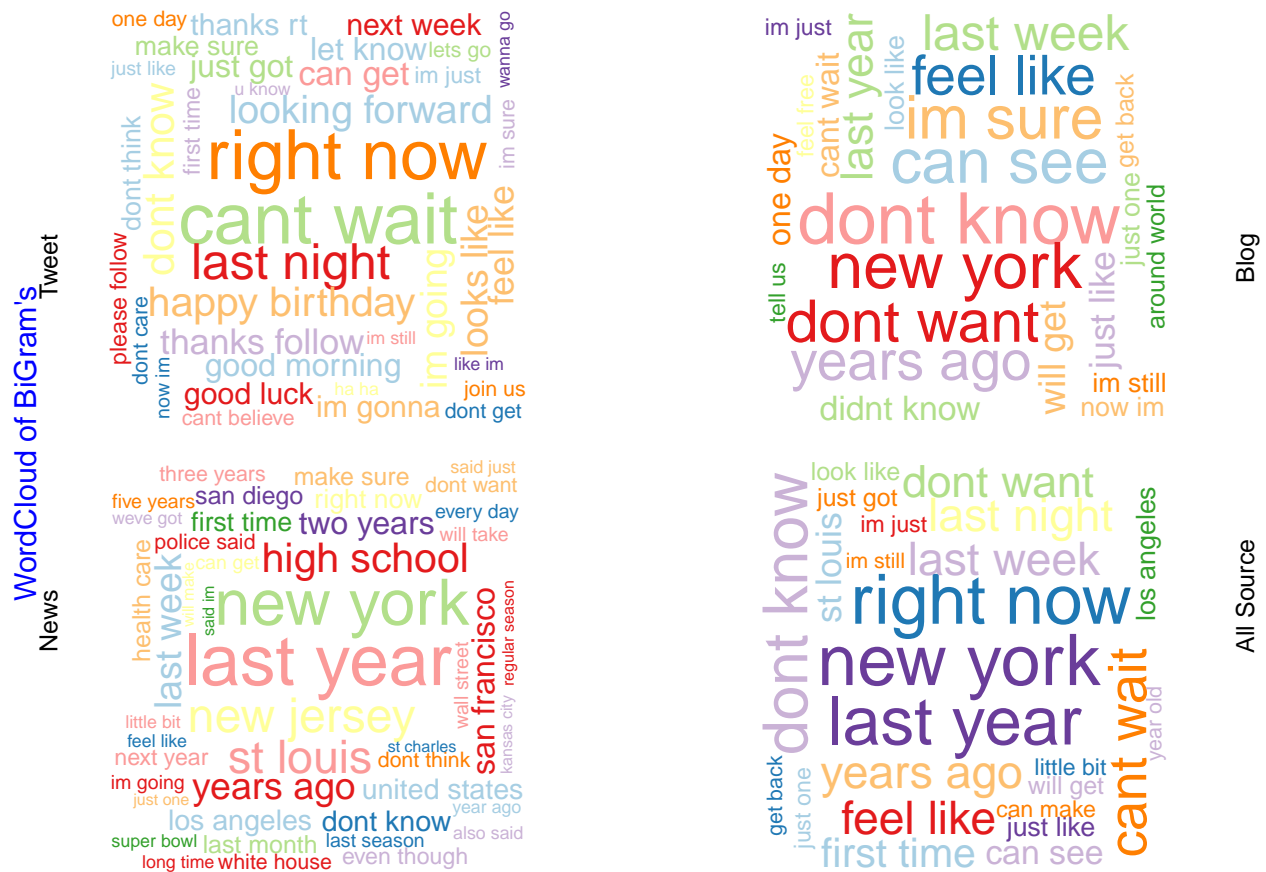 WordCloud of BiGram's
Tweet
one day
thanks rt
next week
make sure
let know
lets go
wanna go
just like
just got
can get
im just
u know
looking forward
dont think
dont know
first time
im sure
right now
cant wait
last night
looks like
feel like
please follow
happy birthday
im going
dont care
thanks follow
im still
now im
good morning
like im
good luck
ha ha
join us
im gonna
dont get
cant believe
Blog
im just
last week
last year
look like
feel like
feel free
cant wait
im sure
get back
can see
one day
dont know
just one
around world
new york
tell us
dont want
just like
years ago
will get
im still
now im
didnt know
News
three years
make sure
said just
dont want
five years
san diego
right now
every day
weve got
first time
two years
will take
police said
can get
high school
health care
last week
will make
said im
new york
san francisco
regular season
last year
wall street
kansas city
new jersey
little bit
feel like
next year
st louis
st charles
dont think
im going
years ago
united states
just one
year ago
los angeles
dont know
also said
super bowl
last month
last season
long time
white house
even though
All Source
look like
dont want
dont know
just got
last night
im just
los angeles
st louis
im still
last week
right now
new york
last year
cant wait
year old
years ago
little bit
will get
get back
just one
feel like
can make
just like
first time
can see